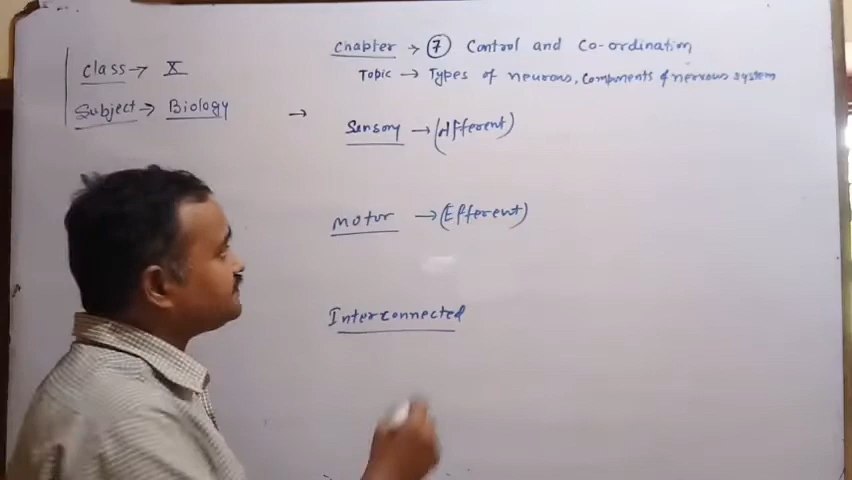 Class → X
Subject → Biology
Chapter → 7 Control and Co-ordination
Topic → Types of neurons, Components of nervous system
→ Sensory → (Afferent)
Motor → (Efferent)
Interconnected